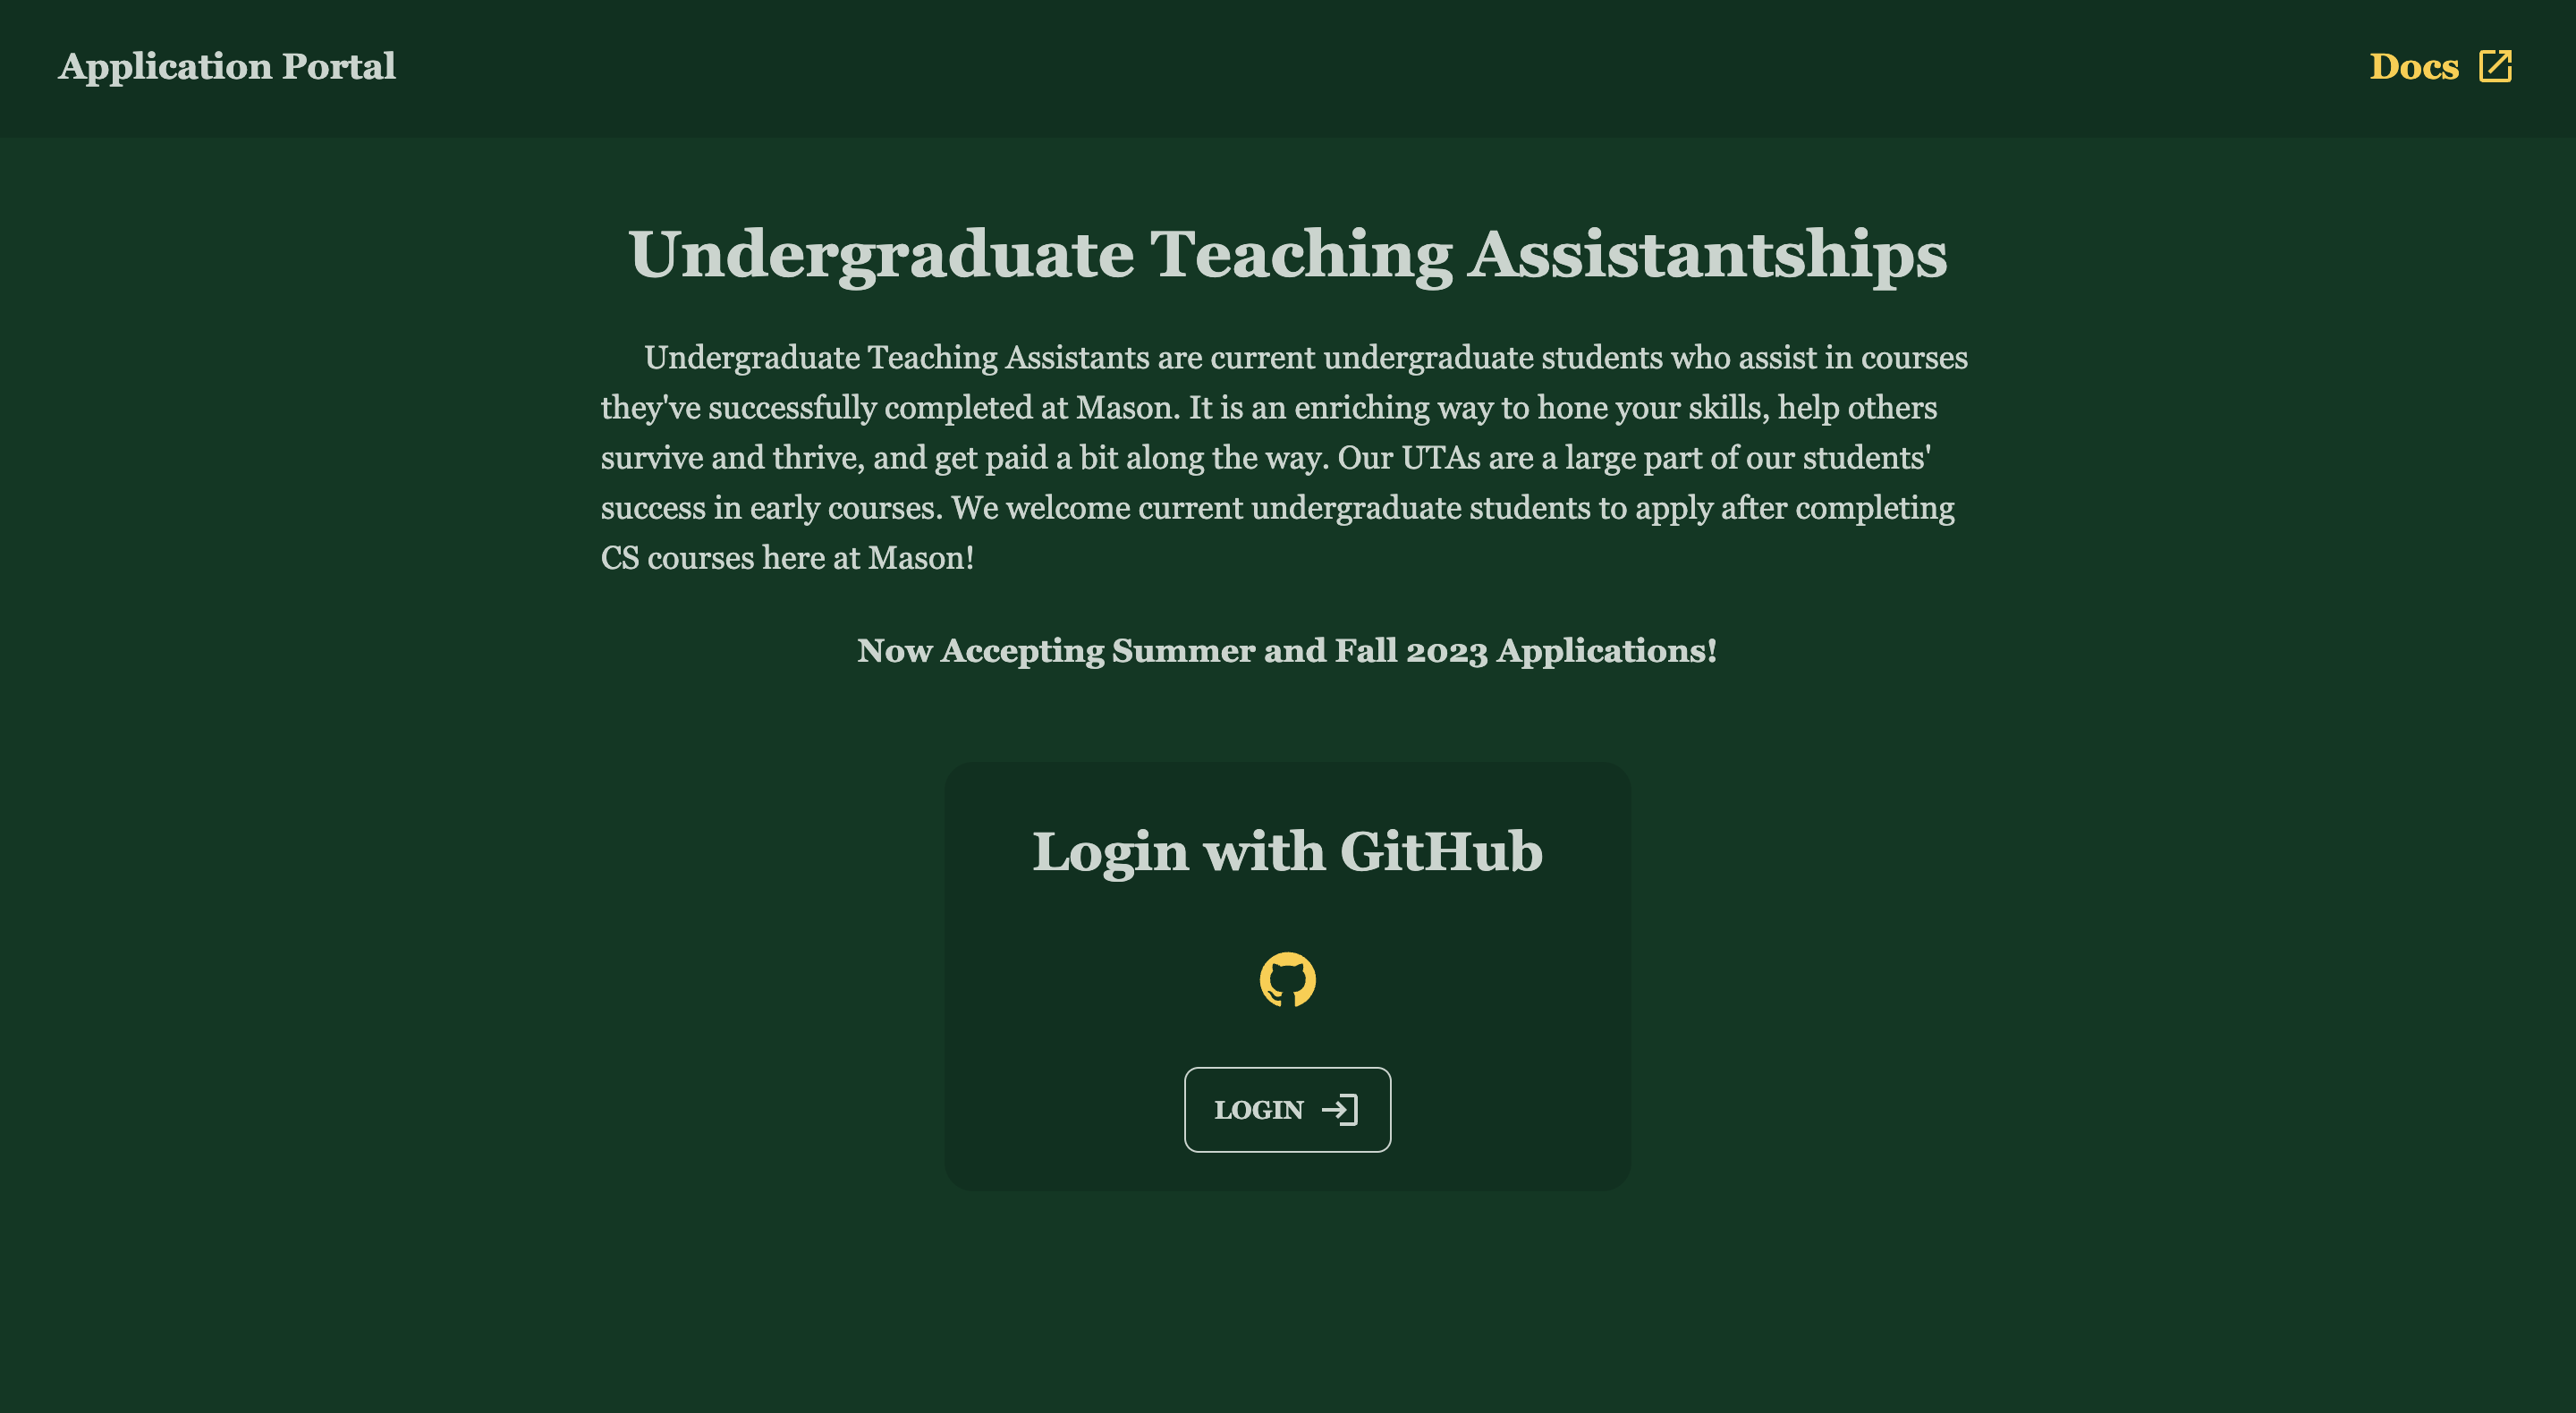 Application Portal
Docs
Undergraduate Teaching Assistantships
Undergraduate Teaching Assistants are current undergraduate students who assist in courses
they've successfully completed at Mason. It is an enriching way to hone your skills, help others
survive and thrive, and get paid a bit along the way. Our UTAs are a large part of our students'
success in early courses. We welcome current undergraduate students to apply after completing
CS courses here at Mason!
Now Accepting Summer and Fall 2023 Applications!
Login with GitHub
LOGIN